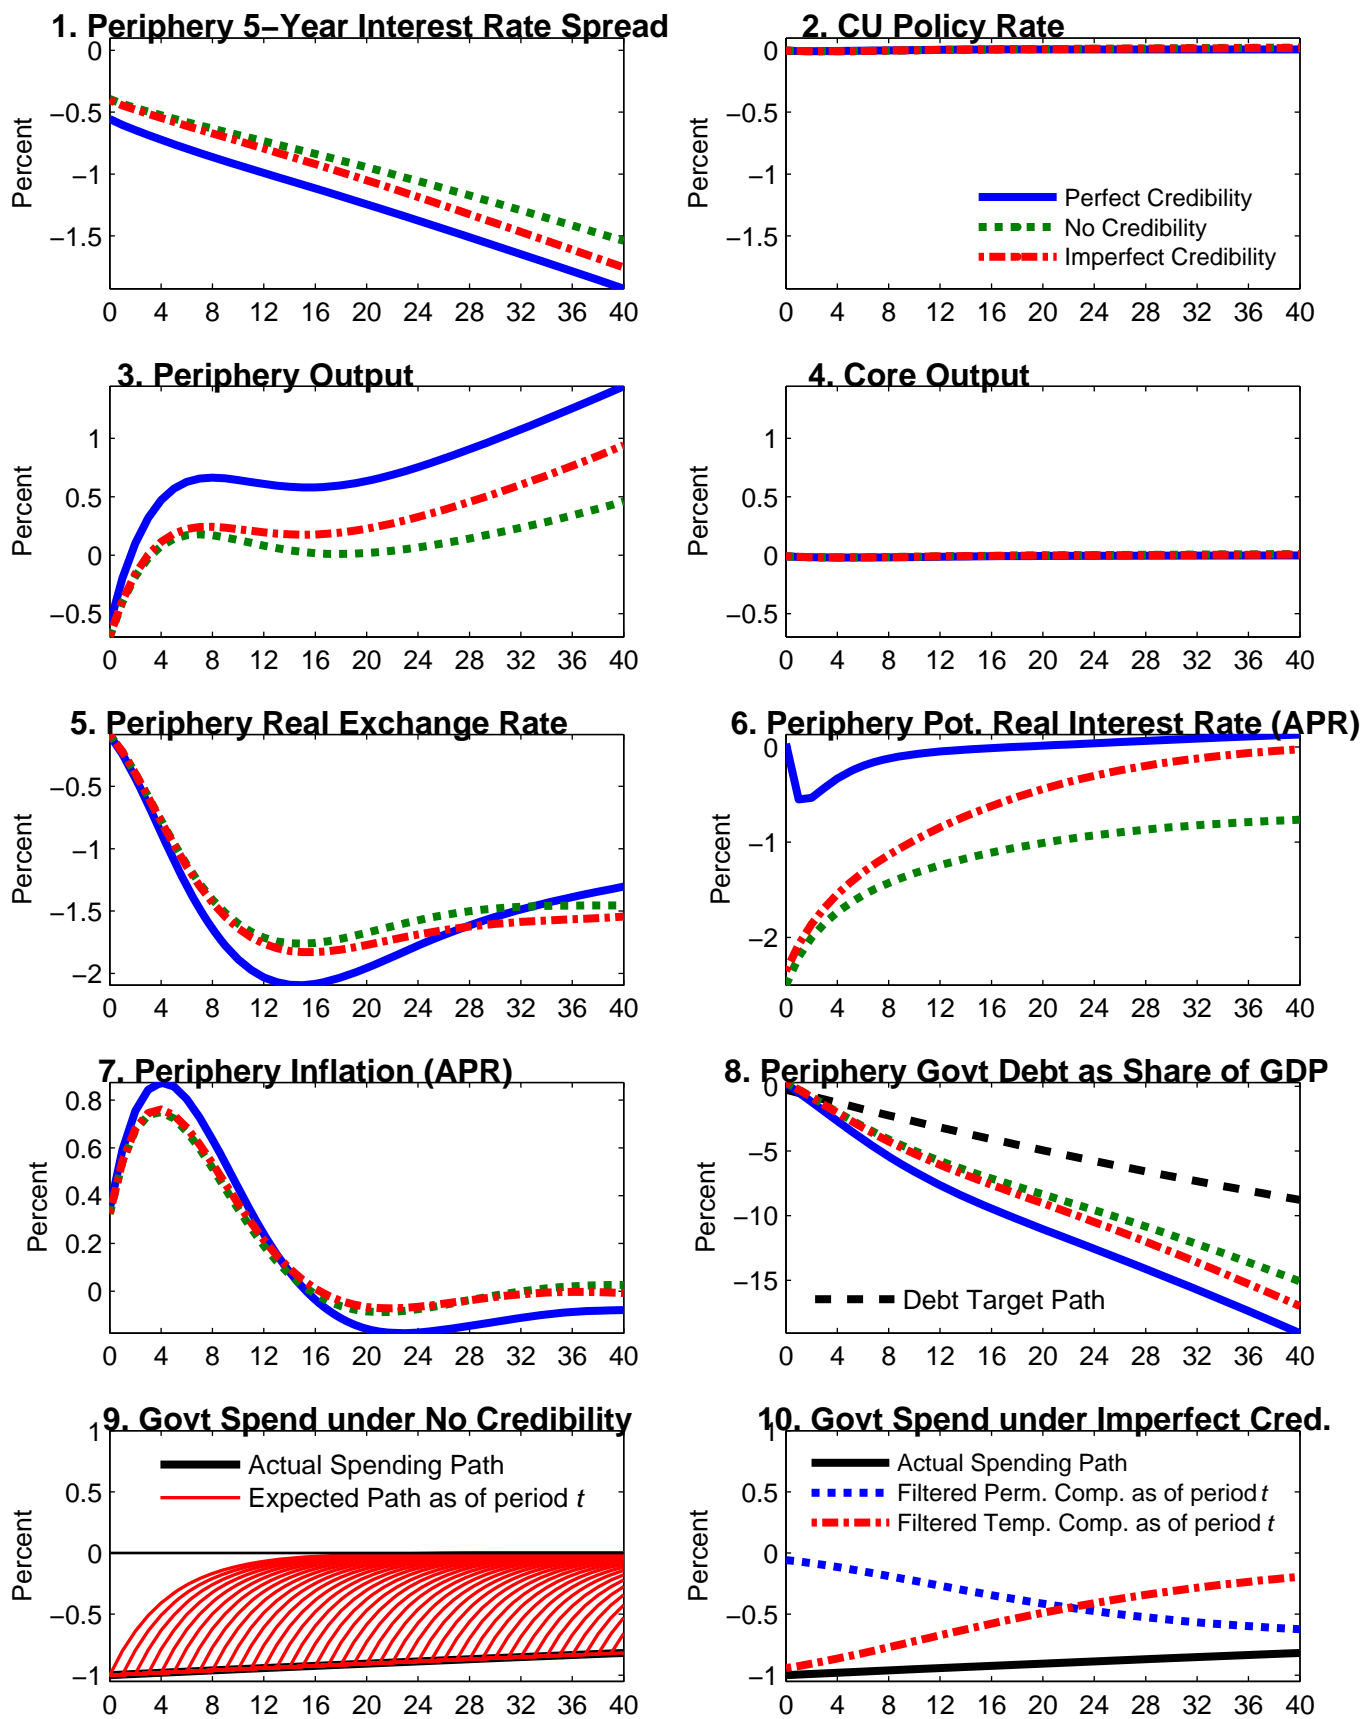 1. Periphery 5−Year Interest Rate Spread
Percent
0
−0.5
−1
−1.5
0 4 8 12 16 20 24 28 32 36 40
2. CU Policy Rate
Percent
0
−0.5
−1
−1.5
Perfect Credibility
No Credibility
Imperfect Credibility
0 4 8 12 16 20 24 28 32 36 40
3. Periphery Output
Percent
1
0.5
0
−0.5
0 4 8 12 16 20 24 28 32 36 40
4. Core Output
Percent
1
0.5
0
−0.5
0 4 8 12 16 20 24 28 32 36 40
5. Periphery Real Exchange Rate
Percent
−0.5
−1
−1.5
−2
0 4 8 12 16 20 24 28 32 36 40
6. Periphery Pot. Real Interest Rate (APR)
Percent
0
−1
−2
0 4 8 12 16 20 24 28 32 36 40
7. Periphery Inflation (APR)
Percent
0.8
0.6
0.4
0.2
0
0 4 8 12 16 20 24 28 32 36 40
8. Periphery Govt Debt as Share of GDP
Percent
0
−5
−10
−15
Debt Target Path
0 4 8 12 16 20 24 28 32 36 40
9. Govt Spend under No Credibility
Percent
1
0.5
0
−0.5
−1
Actual Spending Path
Expected Path as of period t
0 4 8 12 16 20 24 28 32 36 40
10. Govt Spend under Imperfect Cred.
Percent
1
0.5
0
−0.5
−1
Actual Spending Path
Filtered Perm. Comp. as of period t
Filtered Temp. Comp. as of period t
0 4 8 12 16 20 24 28 32 36 40